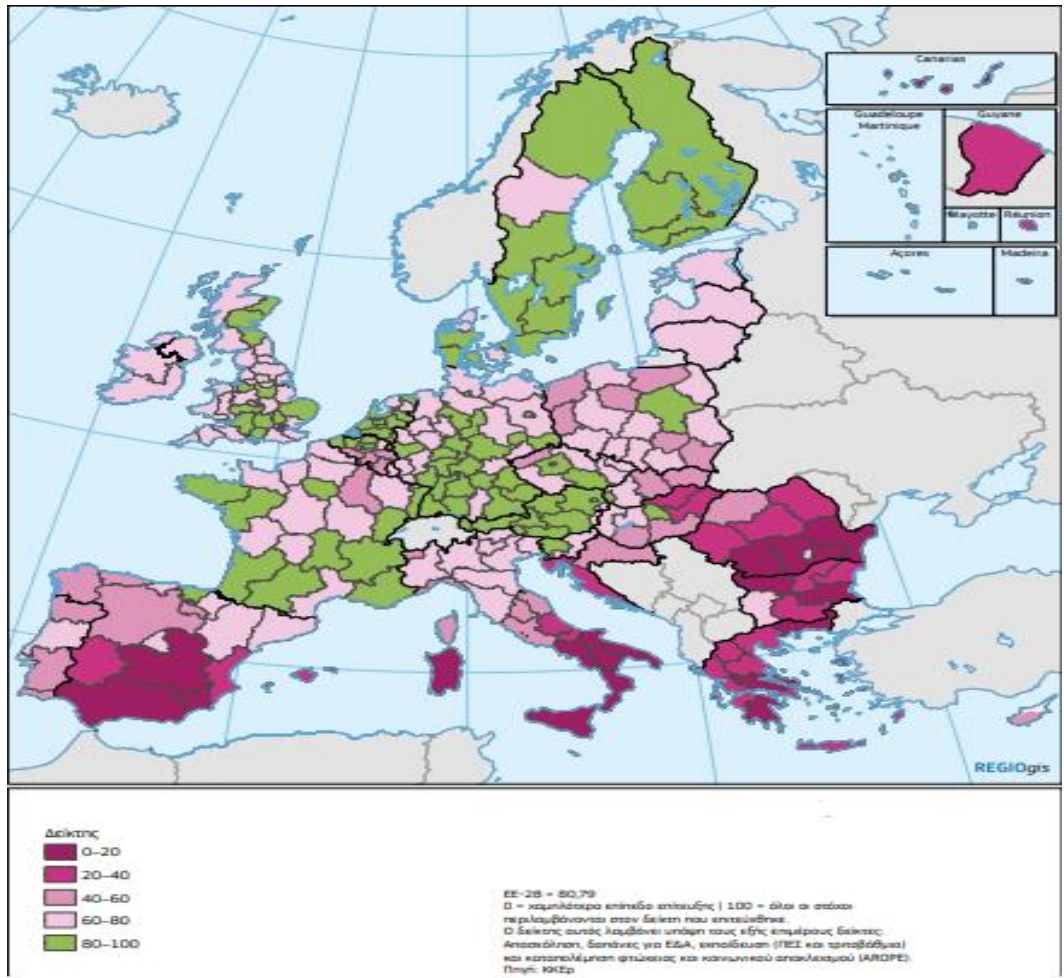 Canarias
Guadeloupe
Martinique
Guyane
Mayotte
Réunion
Açores
Madeira
REGIOgis
Δείκτης
0–20
20–40
40–60
60–80
80–100
ΕΕ-28 = 80,79
0 = χαμηλότερο επίπεδο επίτευξης | 100 = όλοι οι στόχοι
περιλαμβάνονται στον δείκτη που επιτεύχθηκε.
Ο δείκτης αυτός λαμβάνει υπόψη τους εξής επιμέρους δείκτες:
Απασχόληση, δαπάνες για Ε&Α, εκπαίδευση (ΠΕΣ και τριτοβάθμια)
και καταπολέμηση φτώχειας και κοινωνικού αποκλεισμού (AROPE).
Πηγή: ΚΚΕρ